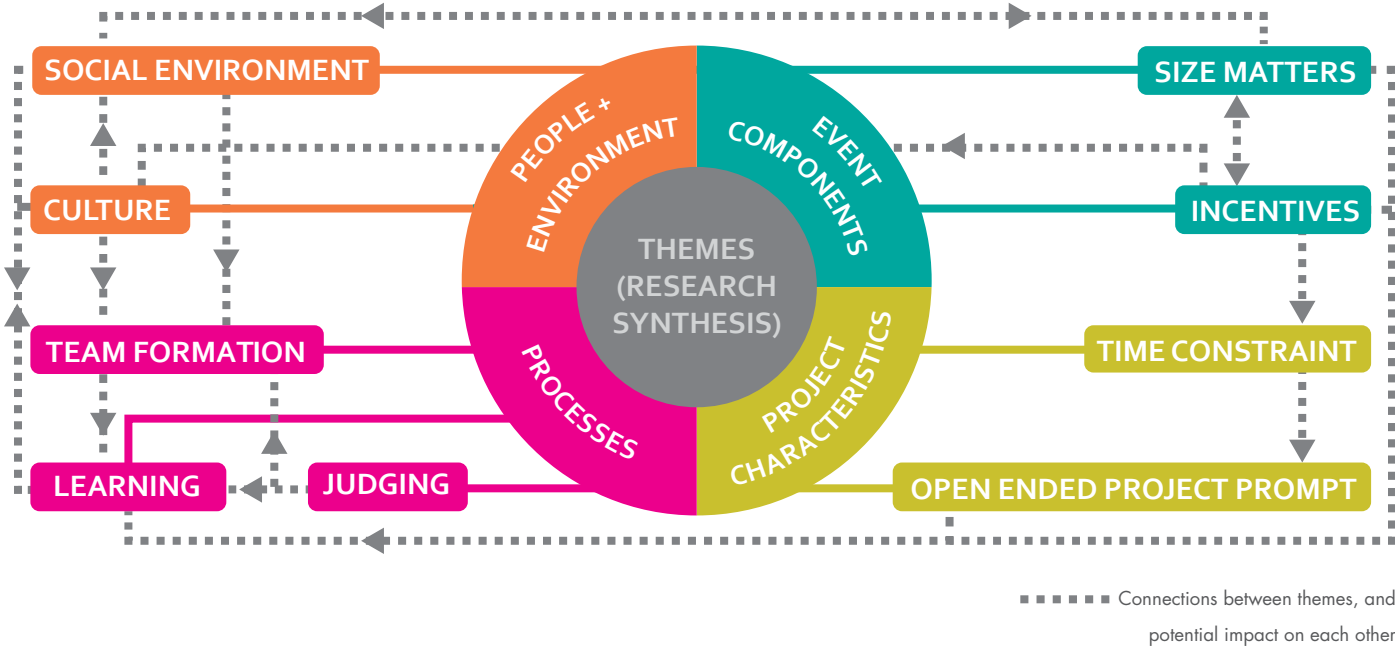 SOCIAL ENVIRONMENT
SIZE MATTERS
PEOPLE +
ENVIRONMENT
EVENT
COMPONENTS
CULTURE
INCENTIVES
THEMES
(RESEARCH
SYNTHESIS)
TEAM FORMATION
TIME CONSTRAINT
PROCESSES
PROJECT
CHARACTERISTICS
LEARNING
JUDGING
OPEN ENDED PROJECT PROMPT
Connections between themes, and
potential impact on each other